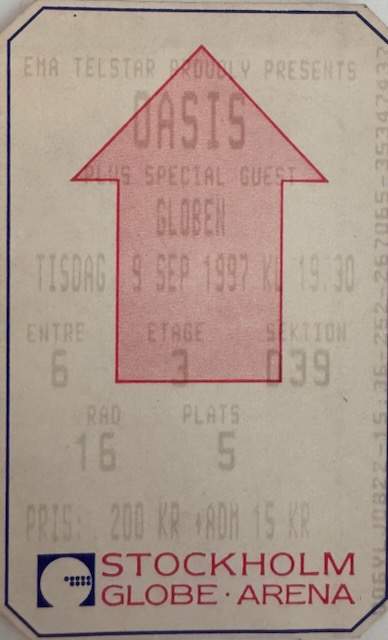 EMA TELSTAR PROUDLY PRESENTS
OASIS
PLUS SPECIAL GUEST
GLOBEN
TISDAG 9 SEP 1997 KL 19.30
ENTRE ETAGE SEKTION
6 3 D39
RAD PLATS
16 5
PRIS: 200 KR +ADM 15 KR
STOCKHOLM
GLOBE·ARENA